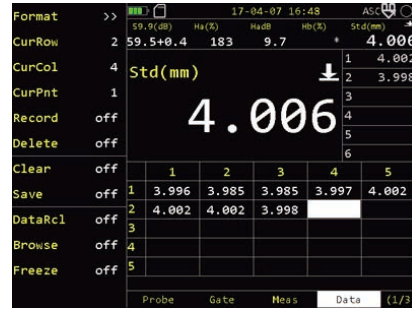 Format >>
CurRow 2
CurCol 4
CurPnt 1
Record off
Delete off
Clear off
Save off
DataRcl off
Browse off
Freeze off
17-04-07 16:48 ASC
59.9(dB) Ha(%) HadB Hb(%) Std(mm)
59.5+0.4 183 9.7 * 4.006
Std(mm)
4.006
1 4.002
2 3.998
3
4
5
6
1 2 3 4 5
1 3.996 3.985 3.985 3.997 4.002
2 4.002 4.002 3.998
3
4
5
Probe Gate Meas Data (1/3